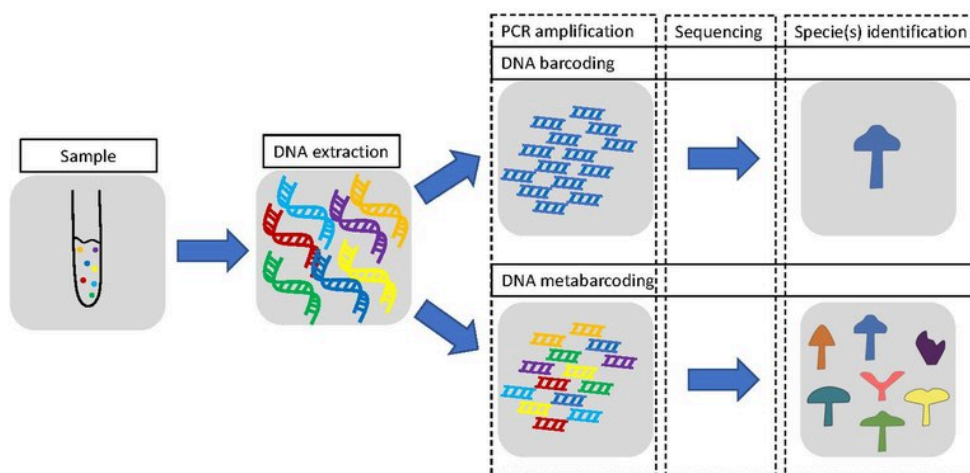 PCR amplification
Sequencing
Specie(s) identification
DNA barcoding
Sample
DNA extraction
DNA metabarcoding